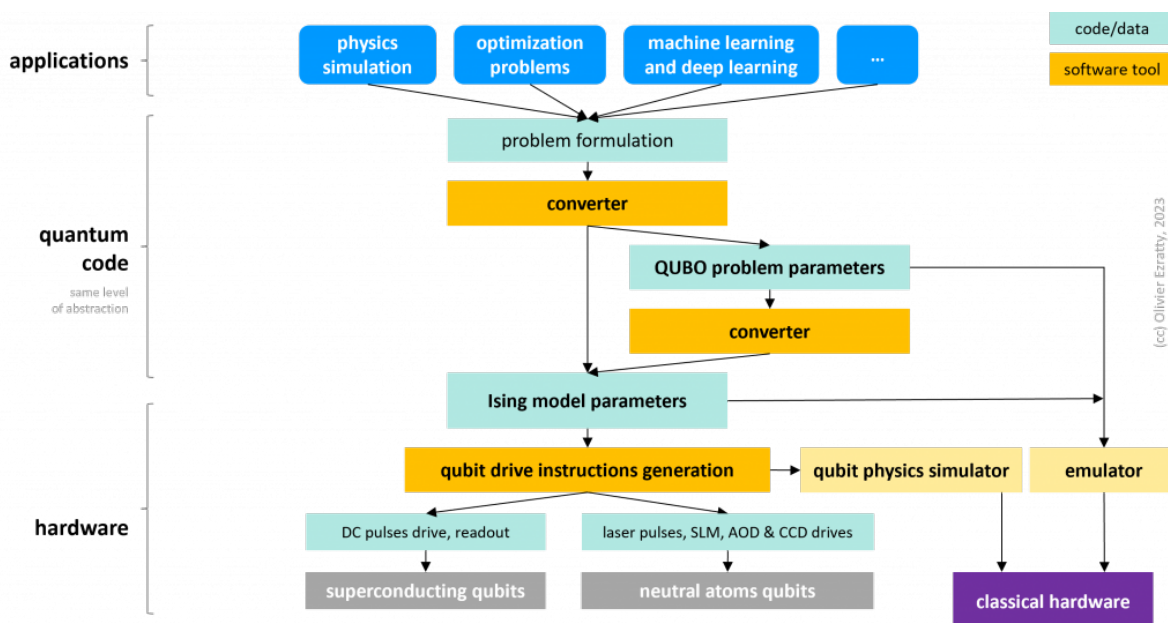 applications
physics
simulation
optimization
problems
machine learning
and deep learning
...
code/data
software tool
problem formulation
converter
quantum
code
same level
of abstraction
QUBO problem parameters
converter
Ising model parameters
(cc) Olivier Ezratty, 2023
hardware
qubit drive instructions generation
qubit physics simulator
emulator
DC pulses drive, readout
laser pulses, SLM, AOD & CCD drives
superconducting qubits
neutral atoms qubits
classical hardware